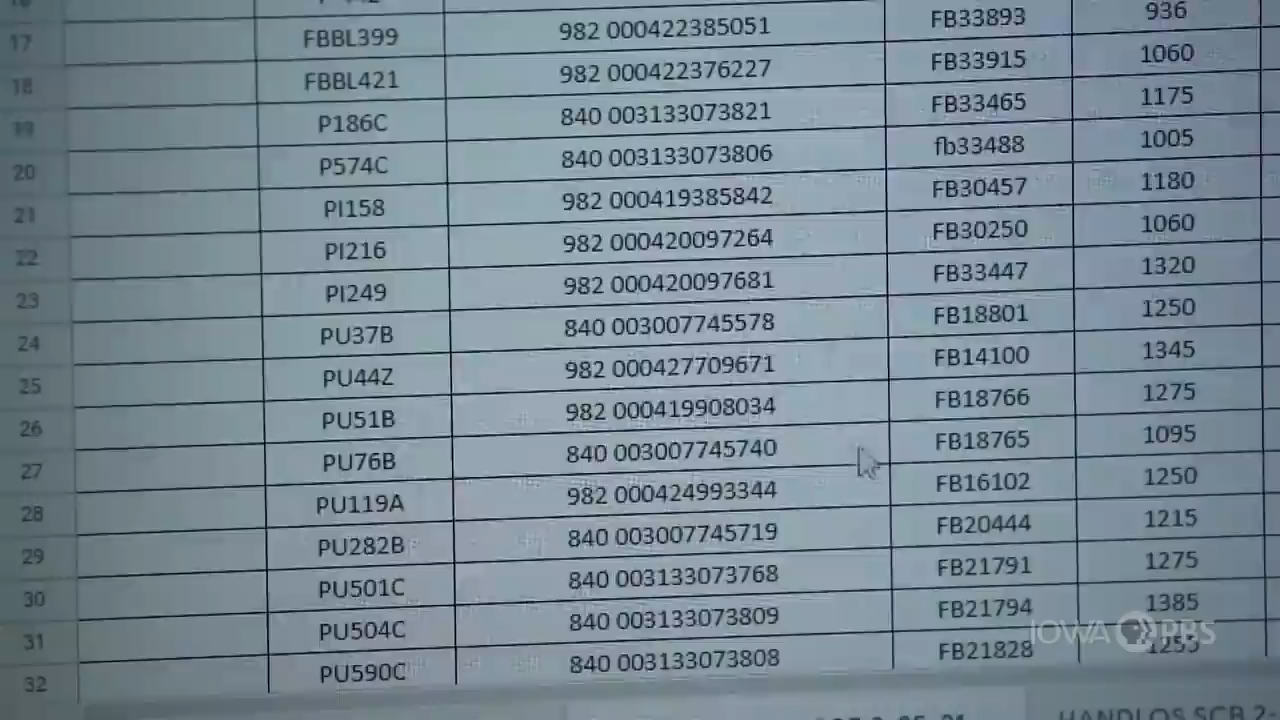 17 FBBL399 982 000422385051 FB33893 936
18 FBBL421 982 000422376227 FB33915 1060
19 P186C 840 003133073821 FB33465 1175
20 P574C 840 003133073806 fb33488 1005
21 PI158 982 000419385842 FB30457 1180
22 PI216 982 000420097264 FB30250 1060
23 PI249 982 000420097681 FB33447 1320
24 PU37B 840 003007745578 FB18801 1250
25 PU44Z 982 000427709671 FB14100 1345
26 PU51B 982 000419908034 FB18766 1275
27 PU76B 840 003007745740 FB18765 1095
28 PU119A 982 000424993344 FB16102 1250
29 PU282B 840 003007745719 FB20444 1215
30 PU501C 840 003133073768 FB21791 1275
31 PU504C 840 003133073809 FB21794 1385
32 PU590C 840 003133073808 FB21828
IOWA PBS
HANDLOS SCB 2-